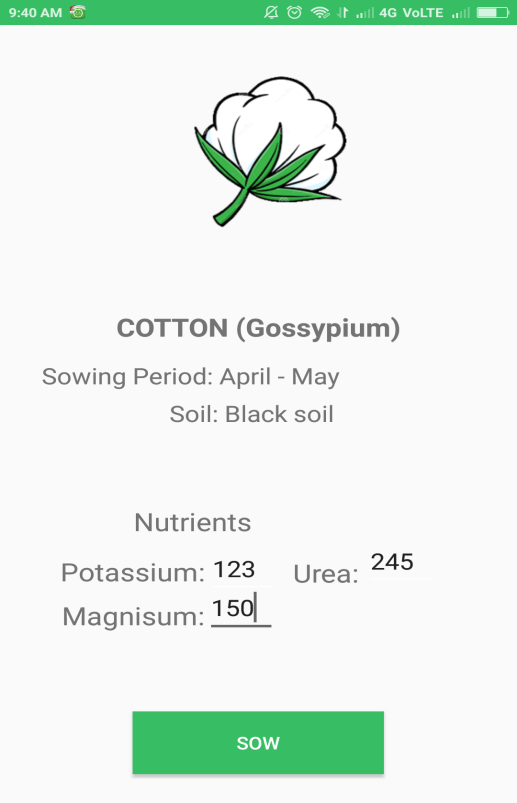 9:40 AM 4G VoLTE
COTTON (Gossypium)
Sowing Period: April - May
Soil: Black soil
Nutrients
Potassium: 123 Urea: 245
Magnisum: 150
SOW